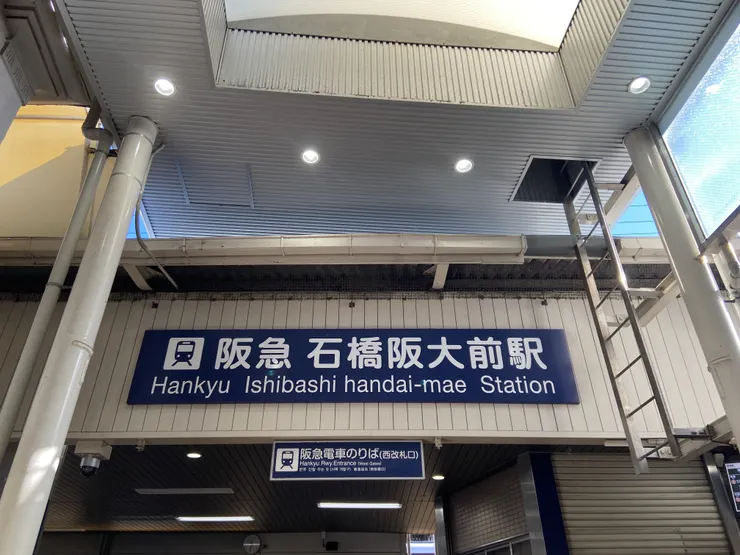 阪急 石橋阪大前駅
Hankyu Ishibashi handai-mae Station
阪急電車のりば(西改札口)
Hankyu Rwy.Entrance (West Gates)